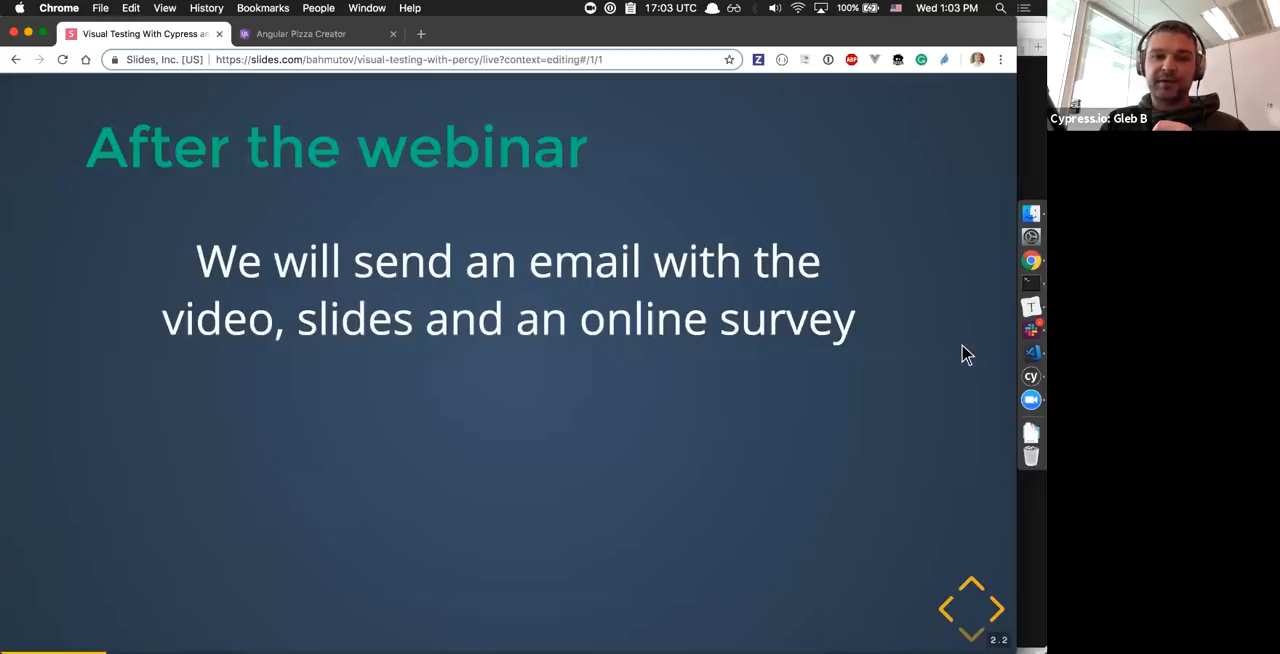 Chrome File Edit View History Bookmarks People Window Help 17:03 UTC 100% Wed 1:03 PM
Visual Testing With Cypress an Angular Pizza Creator
Slides, Inc. [US] https://slides.com/bahmutov/visual-testing-with-percy/live?context=editing#/1/1
Z ABP
After the webinar
We will send an email with the
video, slides and an online survey
Cypress.io: Gleb B
T
cy
2.2